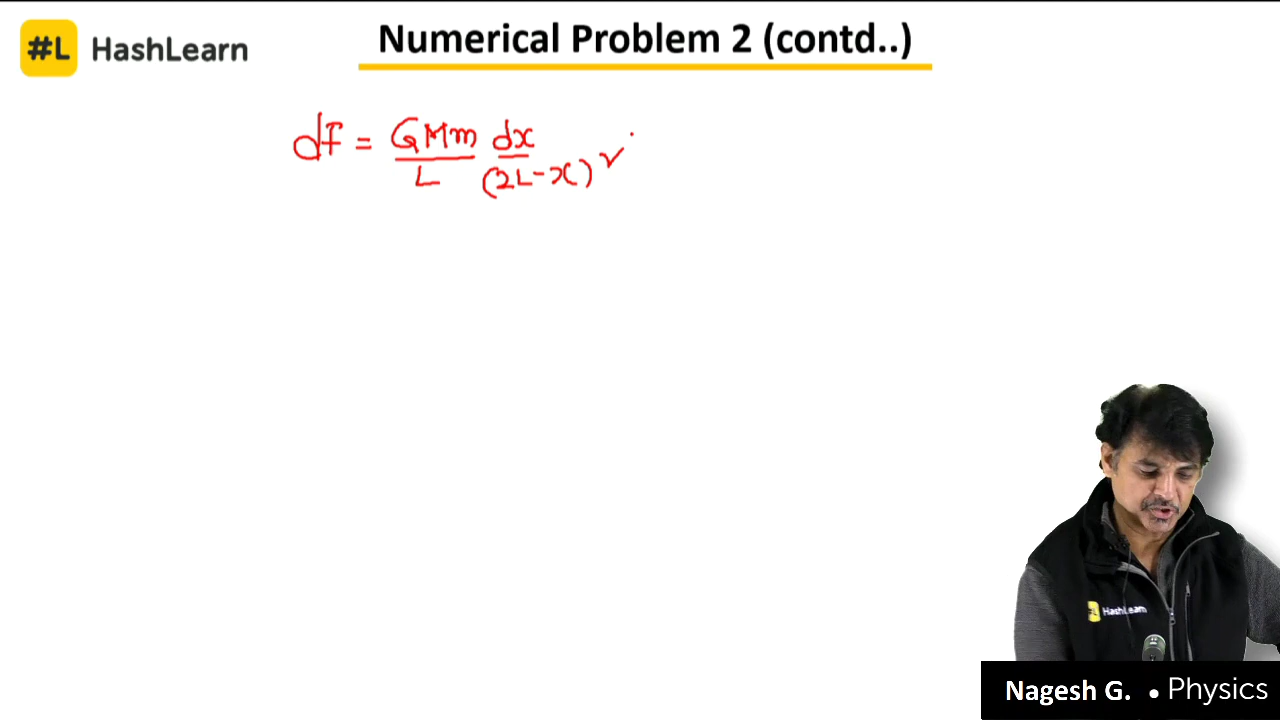 #L HashLearn
Numerical Problem 2 (contd..)
dF = GMm/L dx/(2L-x)²
#L HashLearn
Nagesh G. • Physics